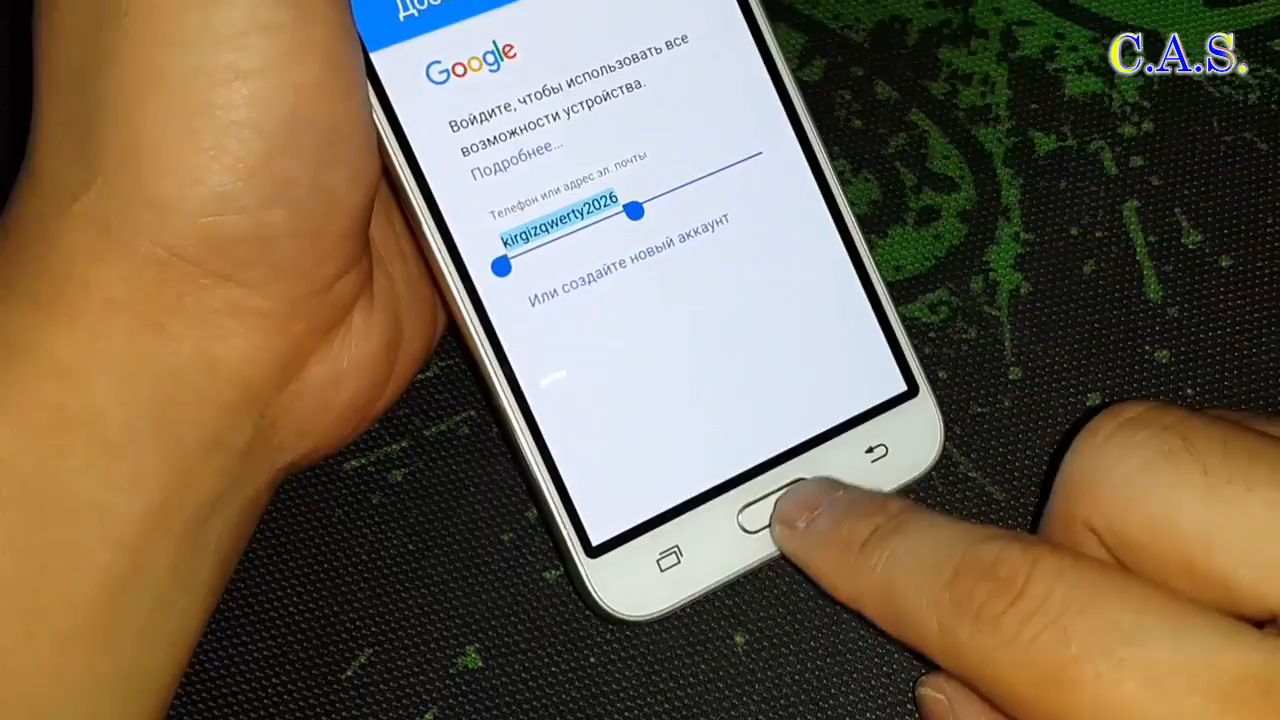 C.A.S.
Google
Войдите, чтобы использовать все
возможности устройства.
Подробнее...
Телефон или адрес эл. почты
kirgizqwerty2026
Или создайте новый аккаунт